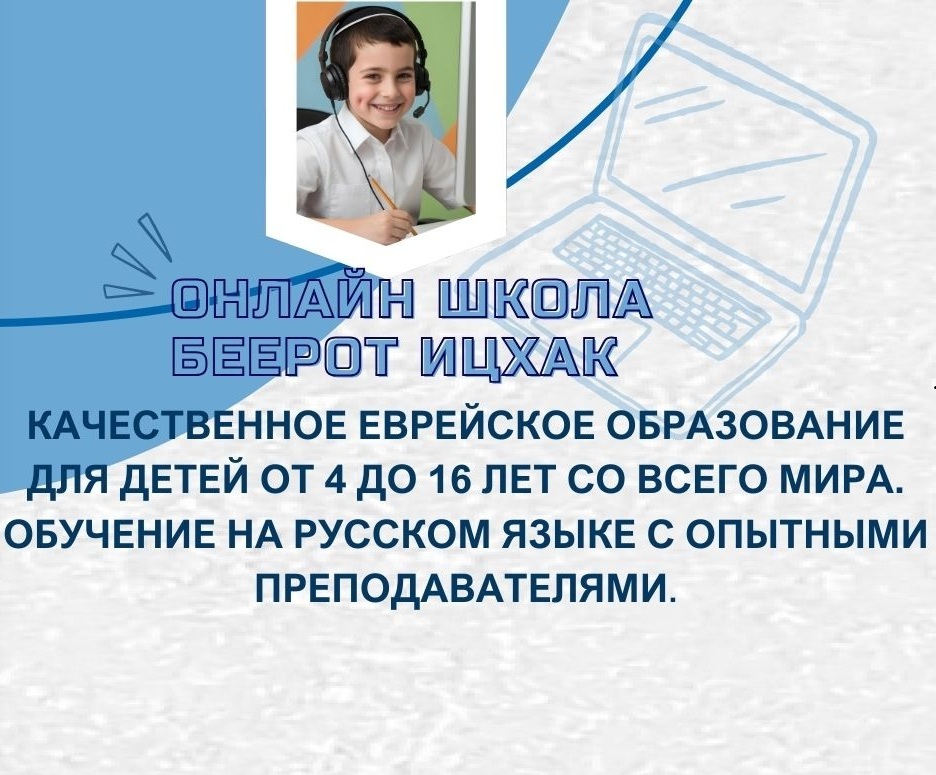 ОНЛАЙН ШКОЛА
БЕЕРОТ ИЦХАК
КАЧЕСТВЕННОЕ ЕВРЕЙСКОЕ ОБРАЗОВАНИЕ
ДЛЯ ДЕТЕЙ ОТ 4 ДО 16 ЛЕТ СО ВСЕГО МИРА.
ОБУЧЕНИЕ НА РУССКОМ ЯЗЫКЕ С ОПЫТНЫМИ
ПРЕПОДАВАТЕЛЯМИ.